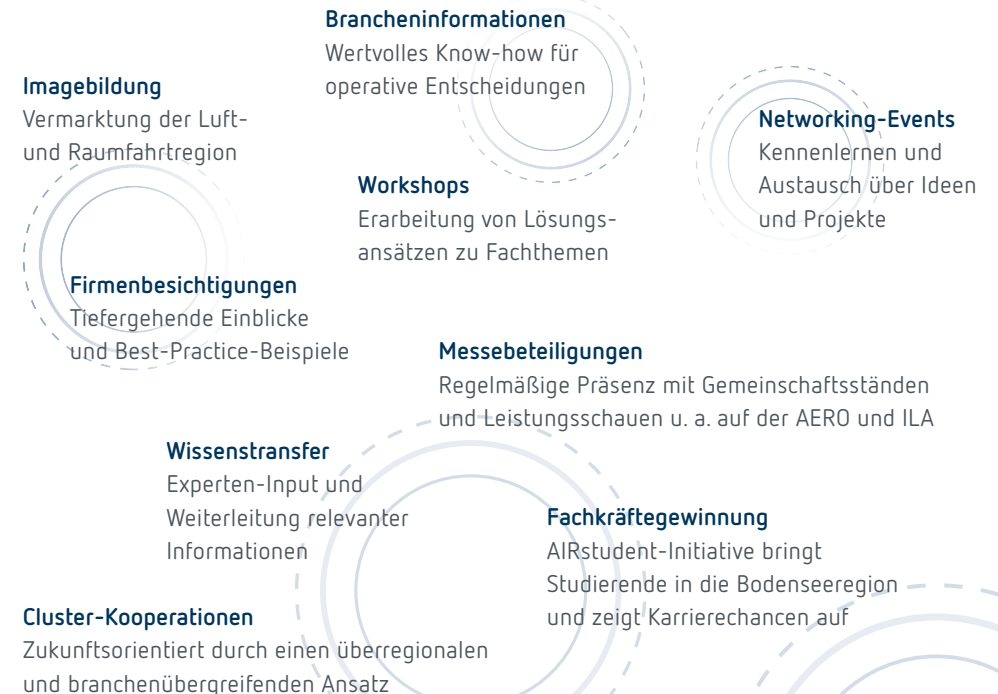 Brancheninformationen
Wertvolles Know-how für
operative Entscheidungen
Imagebildung
Vermarktung der Luft-
und Raumfahrtregion
Networking-Events
Kennenlernen und
Austausch über Ideen
und Projekte
Workshops
Erarbeitung von Lösungs-
ansätzen zu Fachthemen
Firmenbesichtigungen
Tiefergehende Einblicke
und Best-Practice-Beispiele
Messebeteiligungen
Regelmäßige Präsenz mit Gemeinschaftsständen
und Leistungsschauen u. a. auf der AERO und ILA
Wissenstransfer
Experten-Input und
Weiterleitung relevanter
Informationen
Fachkräftegewinnung
AIRstudent-Initiative bringt
Studierende in die Bodenseeregion
und zeigt Karrierechancen auf
Cluster-Kooperationen
Zukunftsorientiert durch einen überregionalen
und branchenübergreifenden Ansatz